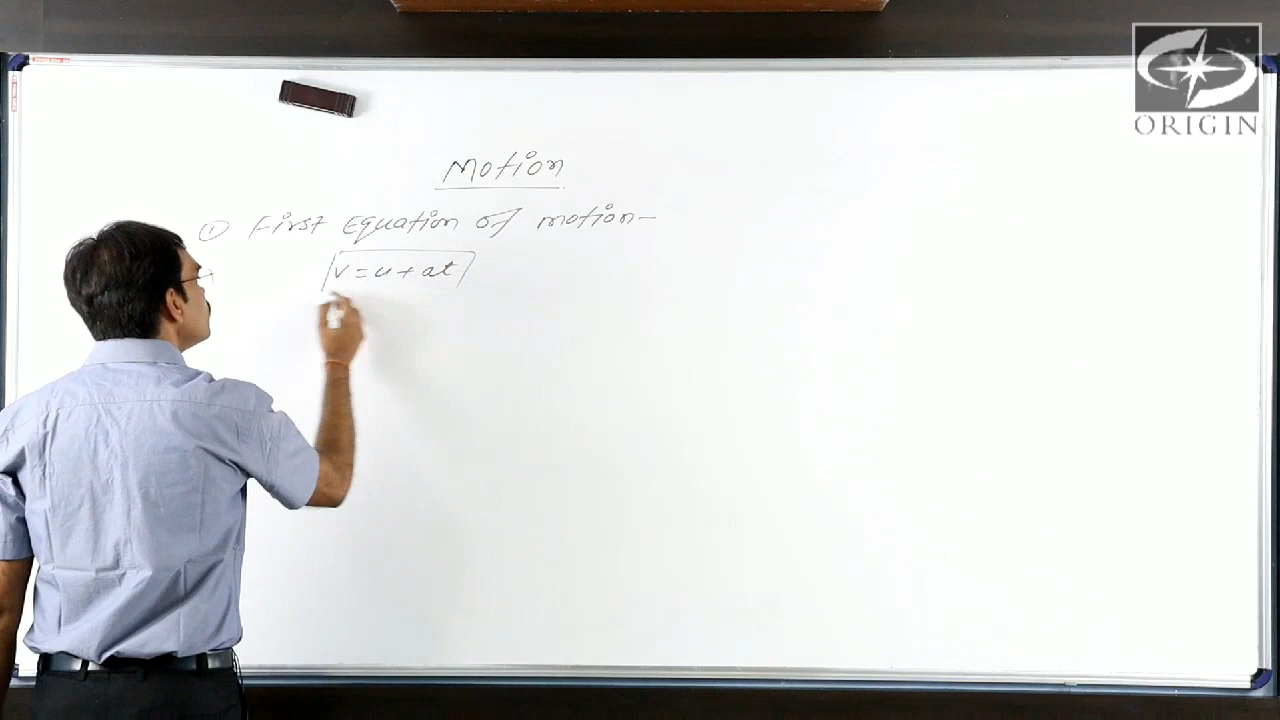 ORIGIN
Motion
① First Equation of motion-
v = u + at